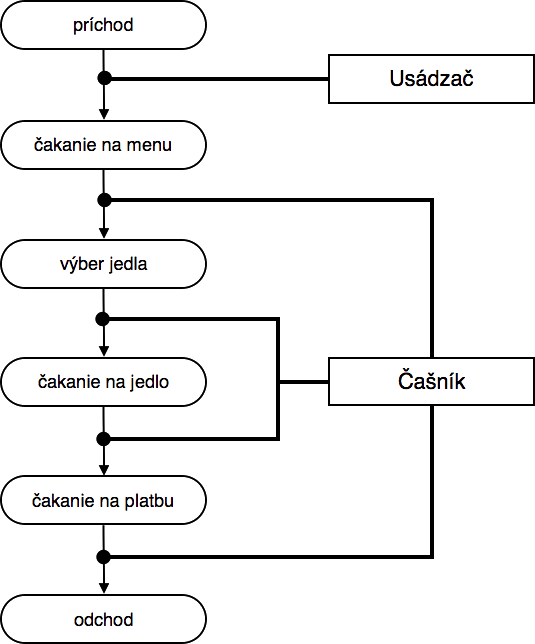 príchod
Usádzač
čakanie na menu
výber jedla
čakanie na jedlo
Čašník
čakanie na platbu
odchod